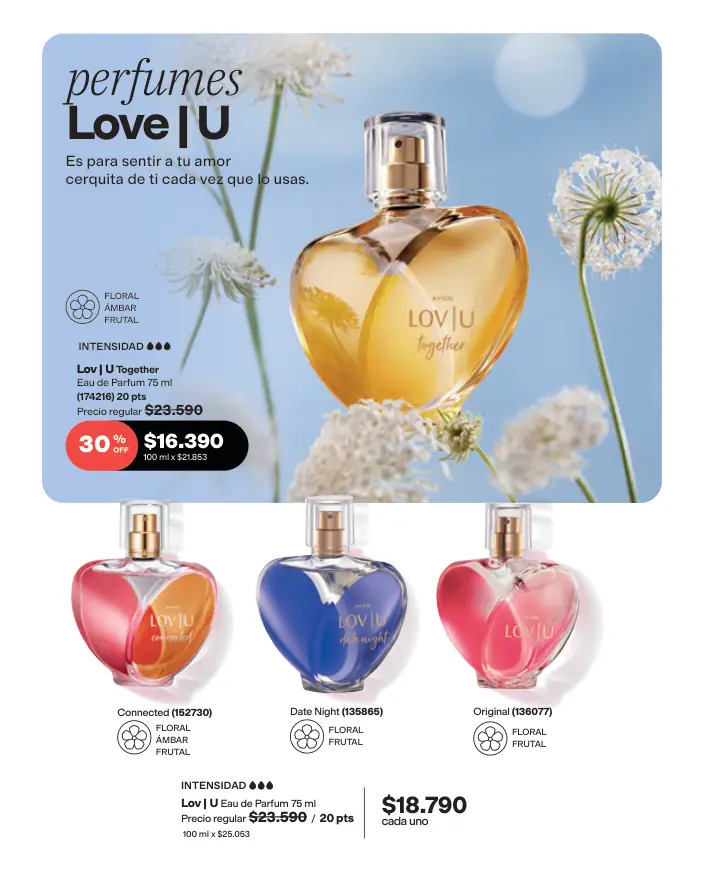 perfumes
Love | U
Es para sentir a tu amor
cerquita de ti cada vez que lo usas.
AVON
LOV|U
together
FLORAL
ÁMBAR
FRUTAL
INTENSIDAD
Lov | U Together
Eau de Parfum 75 ml
(174216) 20 pts
Precio regular $23.590
30% OFF
$16.390
100 ml x $21.853
AVON
LOV|U
connected
AVON
LOV|U
date night
AVON
LOV|U
Connected (152730)
FLORAL
ÁMBAR
FRUTAL
Date Night (135865)
FLORAL
FRUTAL
Original (136077)
FLORAL
FRUTAL
INTENSIDAD
Lov | U Eau de Parfum 75 ml
Precio regular $23.590 / 20 pts
100 ml x $25.053
$18.790
cada uno